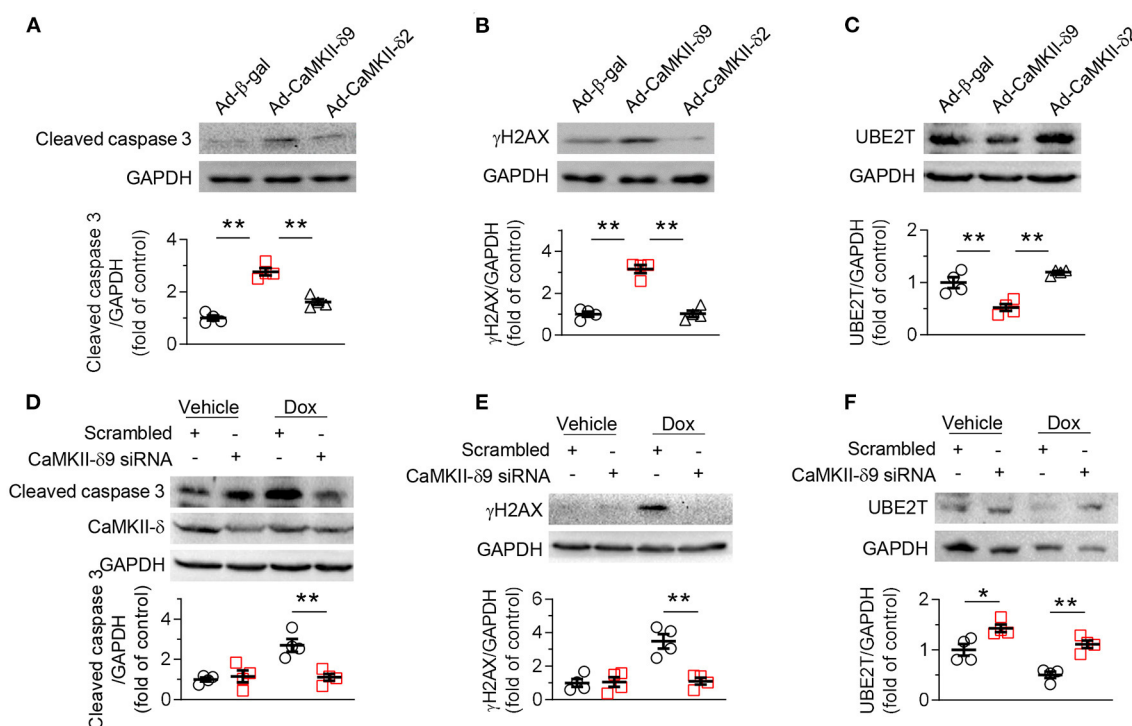 A
Ad-β-gal
Ad-CaMKII-δ9
Ad-CaMKII-δ2
Cleaved caspase 3
GAPDH
Cleaved caspase 3
/GAPDH
(fold of control)
4
2
0
**
**
B
Ad-β-gal
Ad-CaMKII-δ9
Ad-CaMKII-δ2
γH2AX
GAPDH
γH2AX/GAPDH
(fold of control)
6
4
2
0
**
**
C
Ad-β-gal
Ad-CaMKII-δ9
Ad-CaMKII-δ2
UBE2T
GAPDH
UBE2T/GAPDH
(fold of control)
2
1
0
**
**
D
Vehicle Dox
Scrambled + - + -
CaMKII-δ9 siRNA - + - +
Cleaved caspase 3
CaMKII-δ
GAPDH
Cleaved caspase 3
/GAPDH
(fold of control)
6
4
2
0
**
E
Vehicle Dox
Scrambled + - + -
CaMKII-δ9 siRNA - + - +
γH2AX
GAPDH
γH2AX/GAPDH
(fold of control)
6
4
2
0
**
F
Vehicle Dox
Scrambled + - + -
CaMKII-δ9 siRNA - + - +
UBE2T
GAPDH
UBE2T/GAPDH
(fold of control)
2
1
0
*
**